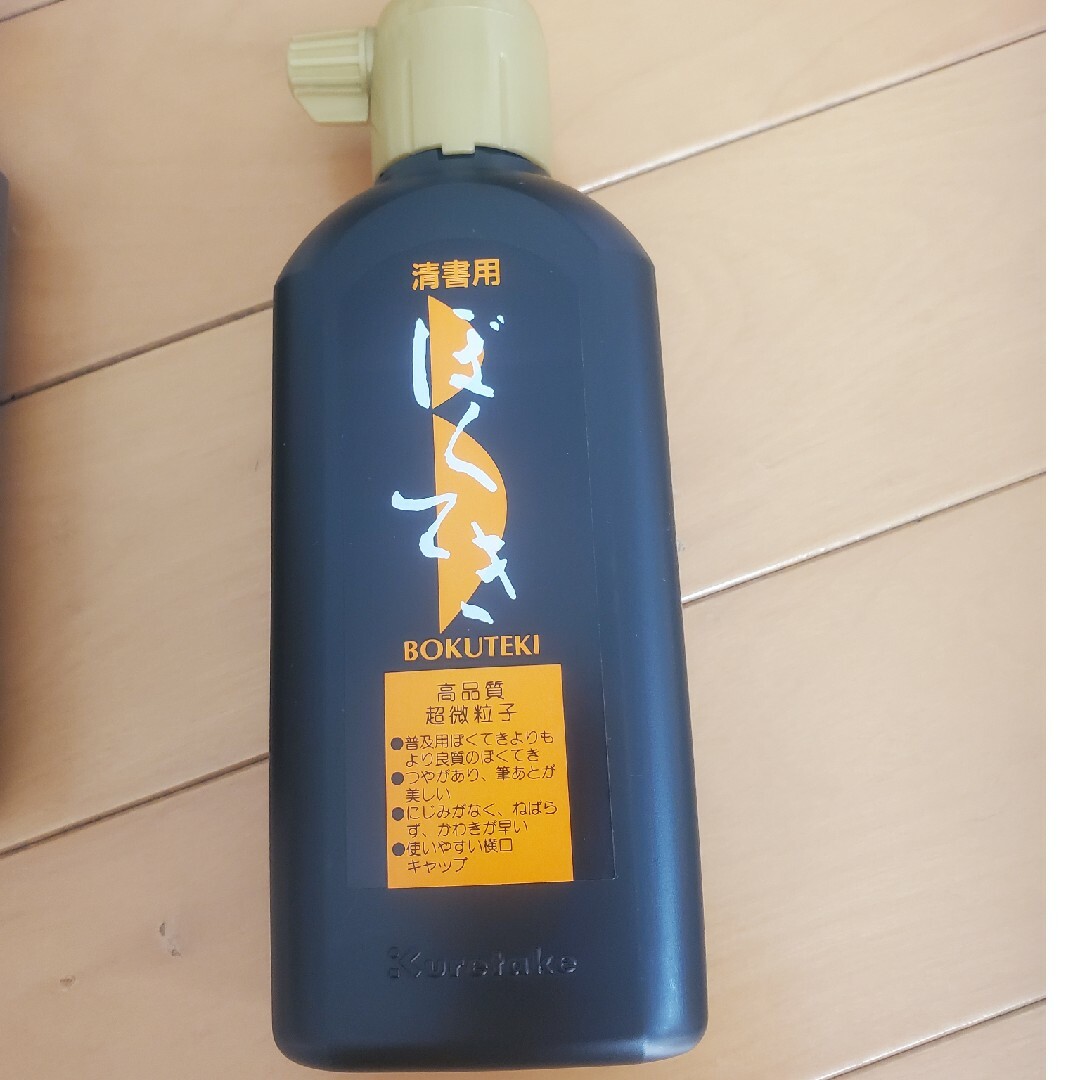 清書用
ぼくてき
BOKUTEKI
高品質
超微粒子
●普及用ぼくてきよりも
より良質のぼくてき
●つやがあり、筆あとが
美しい
●にじみがなく、ねばら
ず、かわきが早い
●使いやすい横口
キャップ
Kuretake